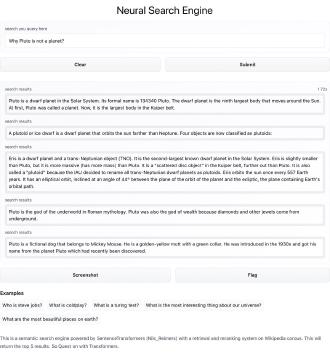 Neural Search Engine
search you query here
Why Pluto is not a planet?
Clear
Submit
search results
1.72s
Pluto is a dwarf planet in the Solar System. Its formal name is 134340 Pluto. The dwarf planet is the ninth largest body that moves around the Sun.
At first, Pluto was called a planet. Now, it is the largest body in the Kuiper belt.
search results
A plutoid or ice dwarf is a dwarf planet that orbits the sun farther than Neptune. Four objects are now classified as plutoids:
search results
Eris is a dwarf planet and a trans-Neptunian object (TNO). It is the second-largest known dwarf planet in the Solar System. Eris is slightly smaller
than Pluto, but it is more massive (has more mass) than Pluto. It is a "scattered disc object" in the Kuiper belt, further out than Pluto. It is also
called a "plutoid" because the IAU decided to rename all trans-Neptunian dwarf planets as plutoids. Eris orbits the sun once every 557 Earth
years. It has an elliptical orbit, inclined at an angle of 44° between the plane of the orbit of the planet and the ecliptic, the plane containing Earth's
orbital path.
search results
Pluto is the god of the underworld in Roman mythology. Pluto was also the god of wealth because diamonds and other jewels come from
underground.
search results
Pluto is a fictional dog that belongs to Mickey Mouse. He is a golden-yellow mutt with a green collar. He was introduced in the 1930s and got his
name from the planet Pluto which had recently been discovered.
Screenshot
Flag
Examples
Who is steve jobs?
What is coldplay?
What is a turing test?
What is the most interesting thing about our universe?
What are the most beautiful places on earth?
This is a semantic search engine powered by SentenceTransformers (Nils_Reimers) with a retrieval and reranking system on Wikipedia corous. This will
return the top 5 results. So Quest on with Transformers.